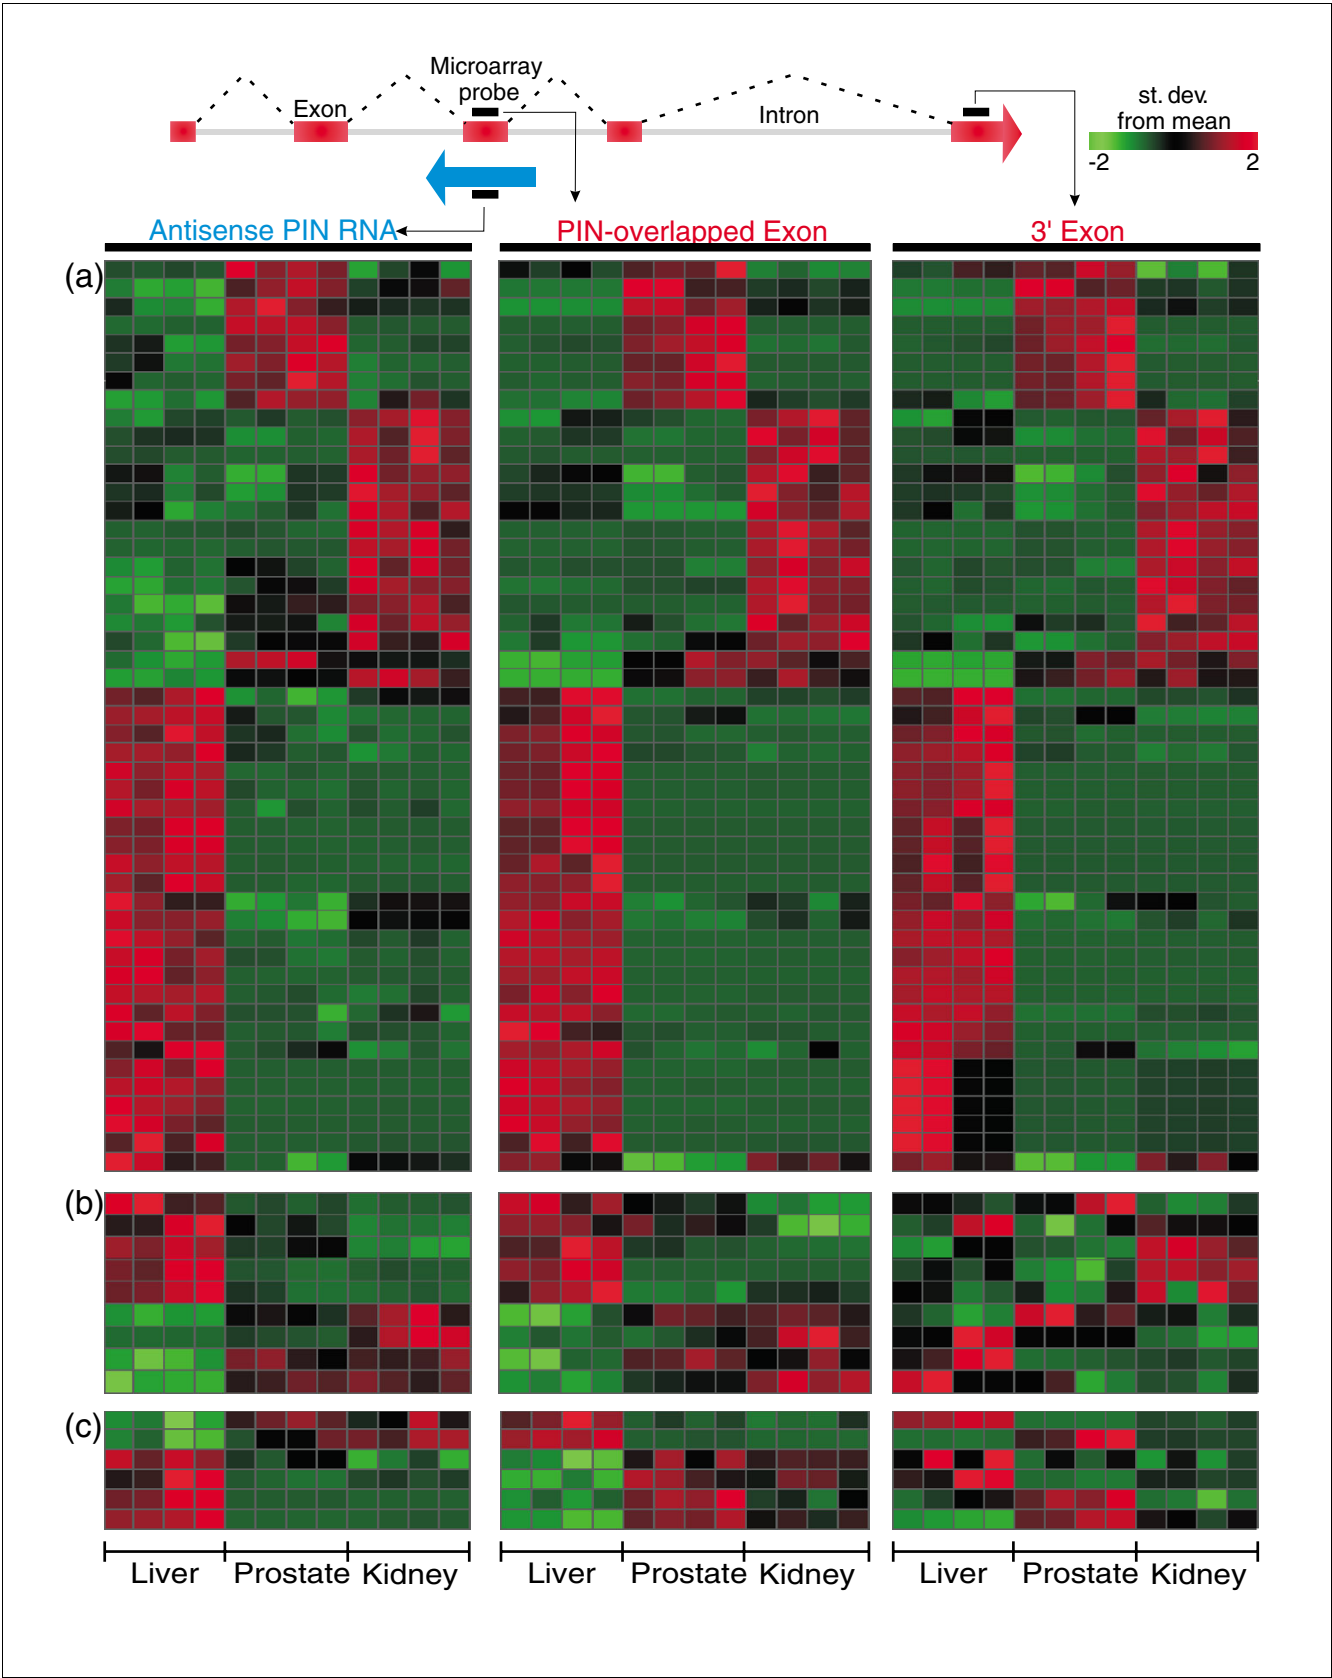 Microarray
probe
Exon
Intron
st. dev.
from mean
-2 2
Antisense PIN RNA
PIN-overlapped Exon
3' Exon
(a)
(b)
(c)
Liver Prostate Kidney Liver Prostate Kidney Liver Prostate Kidney